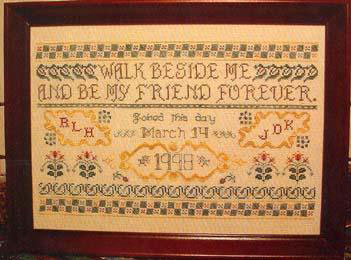 WALK BESIDE ME
AND BE MY FRIEND FOREVER.
Joined this day
RLH March 14 JDK
1998